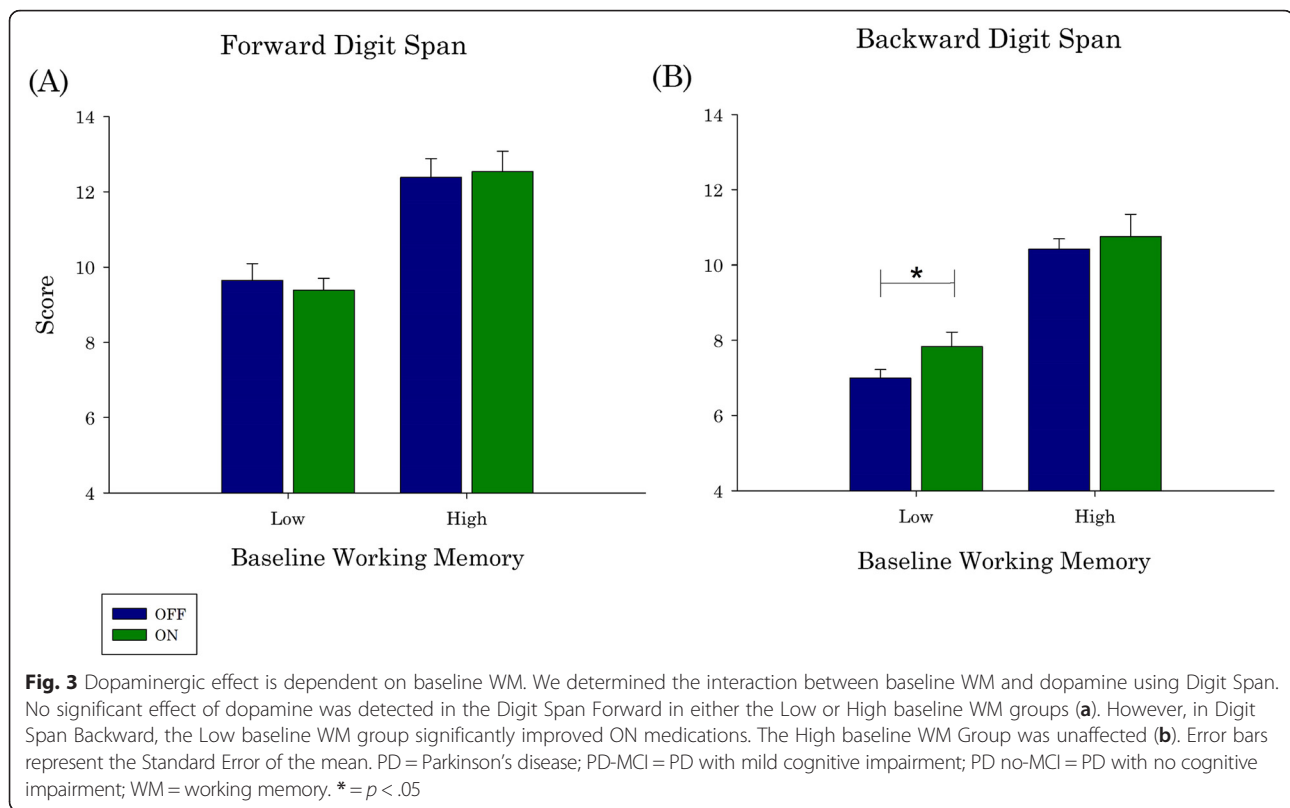 Forward Digit Span
(A)
14
12
10
8
6
4
Score
Low
High
Baseline Working Memory
OFF
ON
Backward Digit Span
(B)
14
12
10
8
6
4
*
Low
High
Baseline Working Memory
Fig. 3 Dopaminergic effect is dependent on baseline WM. We determined the interaction between baseline WM and dopamine using Digit Span.
No significant effect of dopamine was detected in the Digit Span Forward in either the Low or High baseline WM groups (a). However, in Digit
Span Backward, the Low baseline WM group significantly improved ON medications. The High baseline WM Group was unaffected (b). Error bars
represent the Standard Error of the mean. PD = Parkinson's disease; PD-MCI = PD with mild cognitive impairment; PD no-MCI = PD with no cognitive
impairment; WM = working memory. * = p < .05